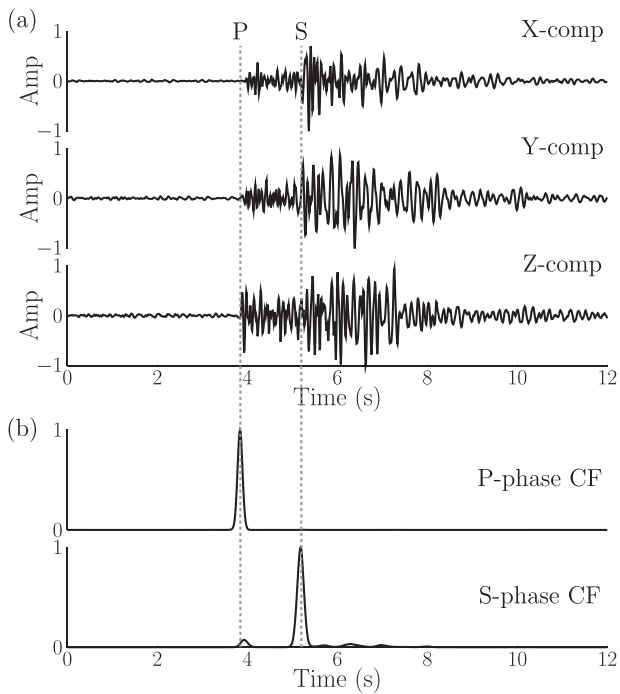 (a)
P S
X-comp
1
Amp
0
−1
Y-comp
1
Amp
0
−1
Z-comp
1
Amp
0
−1
0 2 4 6 8 10 12
Time (s)
(b)
1
P-phase CF
0
1
S-phase CF
0
0 2 4 6 8 10 12
Time (s)